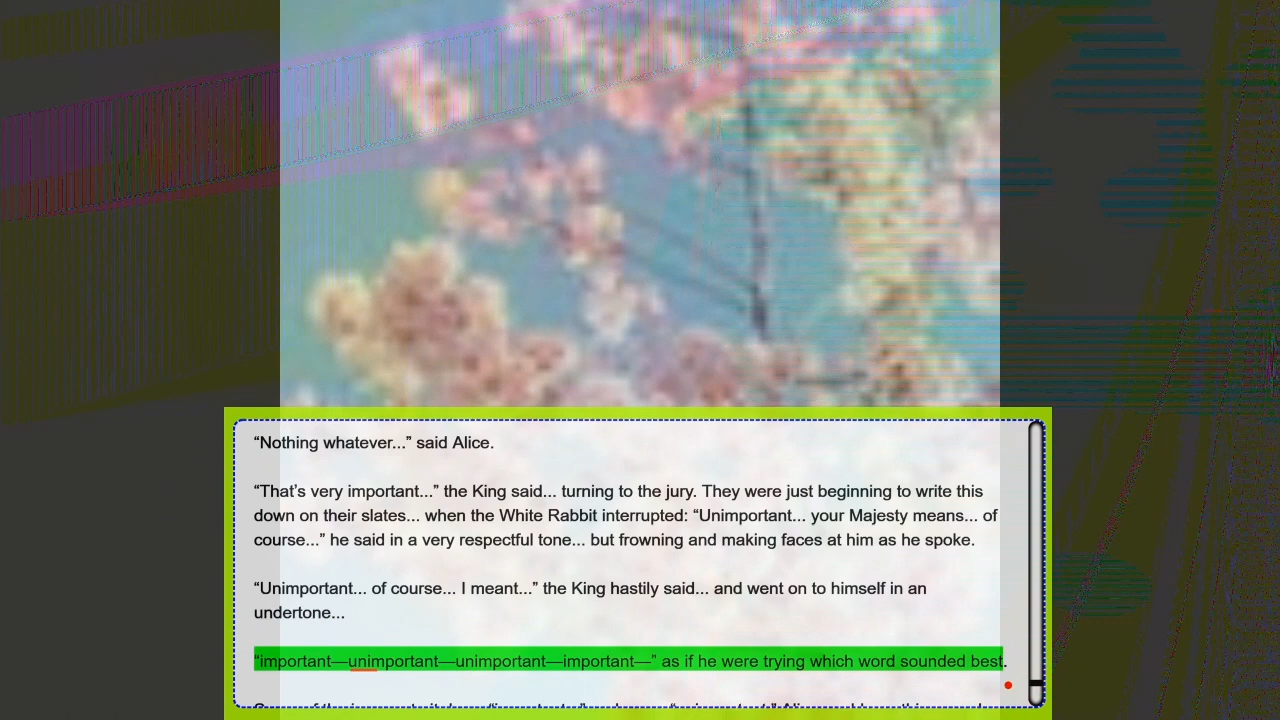 “Nothing whatever...” said Alice.
“That’s very important...” the King said... turning to the jury. They were just beginning to write this
down on their slates... when the White Rabbit interrupted: “Unimportant... your Majesty means... of
course...” he said in a very respectful tone... but frowning and making faces at him as he spoke.
“Unimportant... of course... I meant...” the King hastily said... and went on to himself in an
undertone...
“important—unimportant—unimportant—important—” as if he were trying which word sounded best.